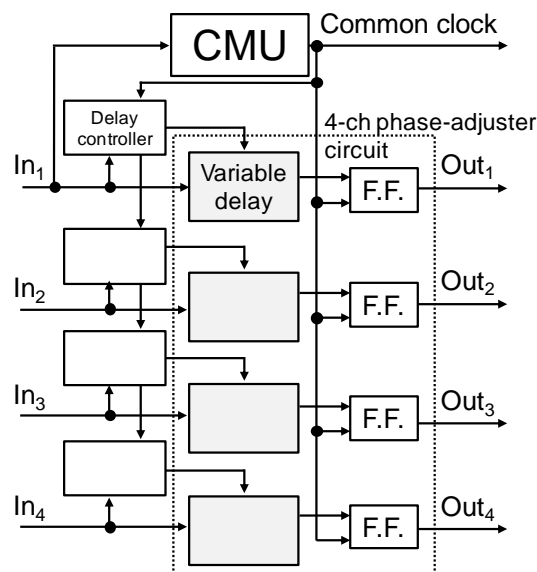 CMU
Common clock
Delay
controller
4-ch phase-adjuster
circuit
In₁
Variable
delay
F.F.
Out₁
In₂
F.F.
Out₂
In₃
F.F.
Out₃
In₄
F.F.
Out₄